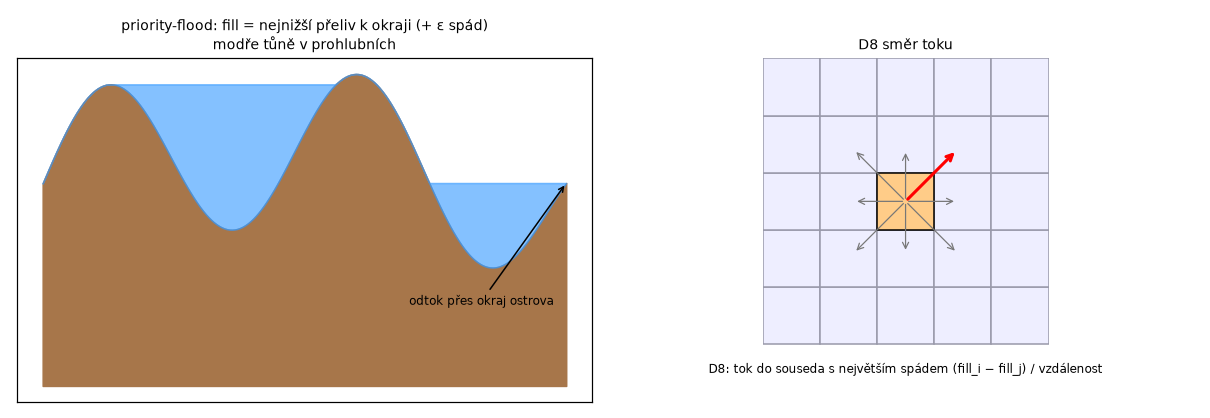 priority-flood: fill = nejnižší přeliv k okraji (+ ε spád)
modře tůně v prohlubních
odtok přes okraj ostrova
D8 směr toku
D8: tok do souseda s největším spádem (fill_i − fill_j) / vzdálenost